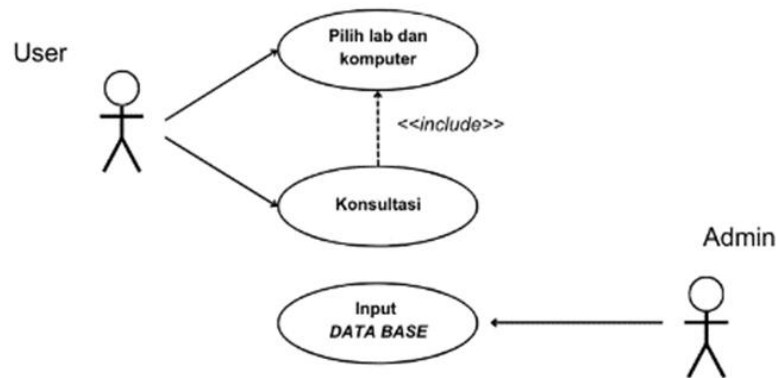 User
Pilih lab dan
komputer
<<include>>
Konsultasi
Admin
Input
DATA BASE